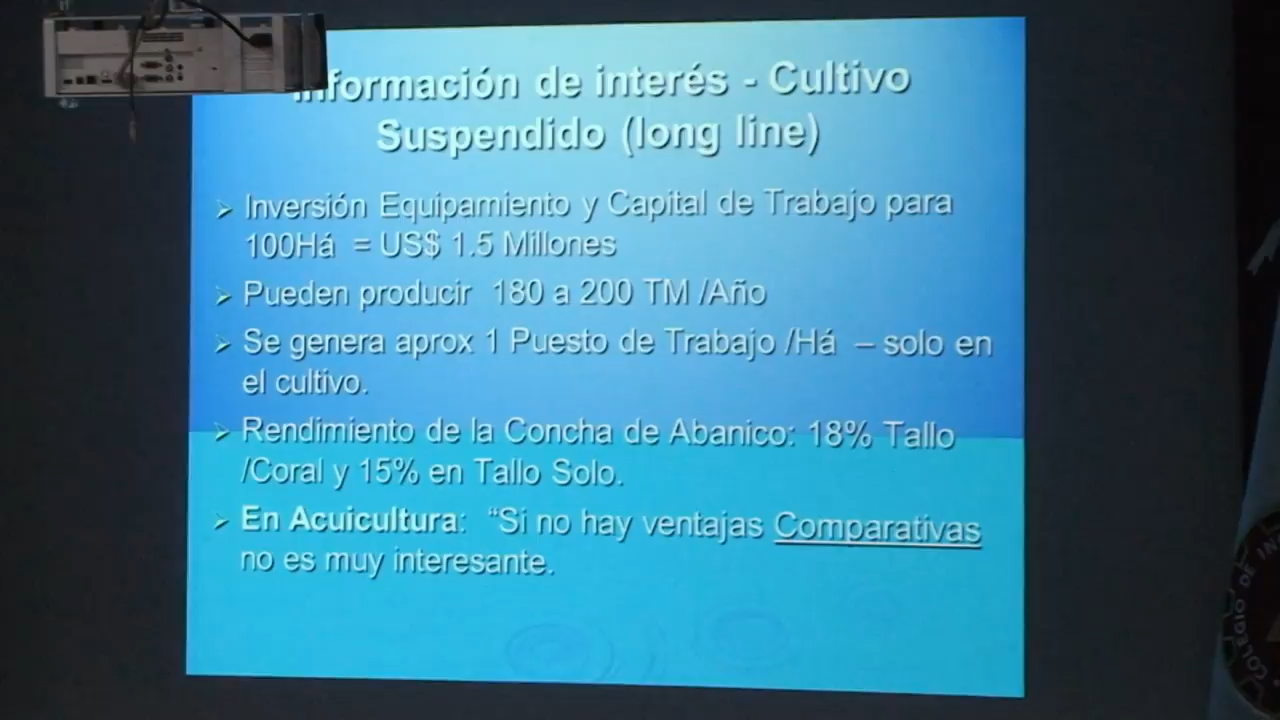 Información de interés - Cultivo
Suspendido (long line)
➢ Inversión Equipamiento y Capital de Trabajo para
100Há = US$ 1.5 Millones
➢ Pueden producir 180 a 200 TM /Año
➢ Se genera aprox 1 Puesto de Trabajo /Há – solo en
el cultivo.
➢ Rendimiento de la Concha de Abanico: 18% Tallo
/Coral y 15% en Tallo Solo.
➢ En Acuicultura: “Si no hay ventajas Comparativas
no es muy interesante.
COLEGIO DE